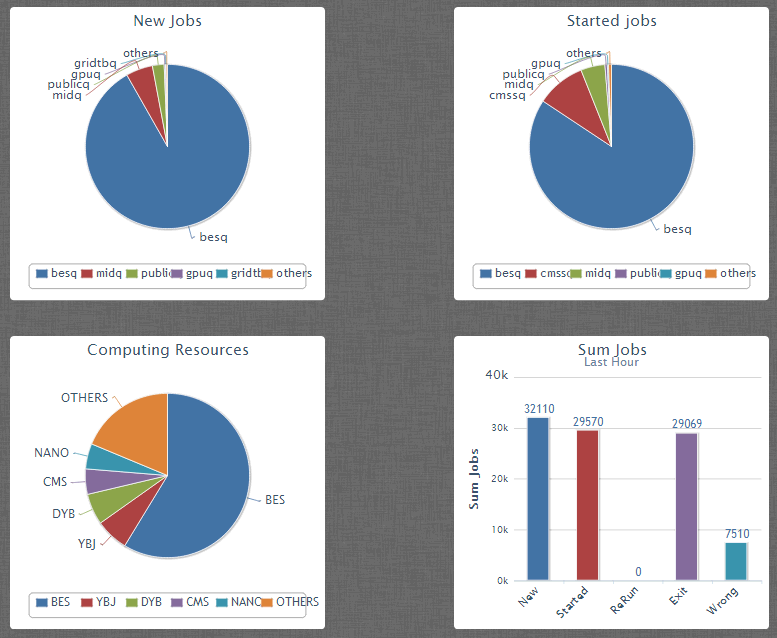 New Jobs
others
gridtbq
gpuq
publicq
midq
besq
besq midq publi gpuq gridt others
Started jobs
others
gpuq
publicq
midq
cmssq
besq
besq cmss midq publi gpuq others
Computing Resources
OTHERS
NANO
CMS
BES
DYB
YBJ
BES YBJ DYB CMS NANO OTHERS
Sum Jobs
Last Hour
40k
32110
29570
29069
30k
20k
Sum Jobs
10k
7510
0
0k
New Started ReRun Exit Wrong